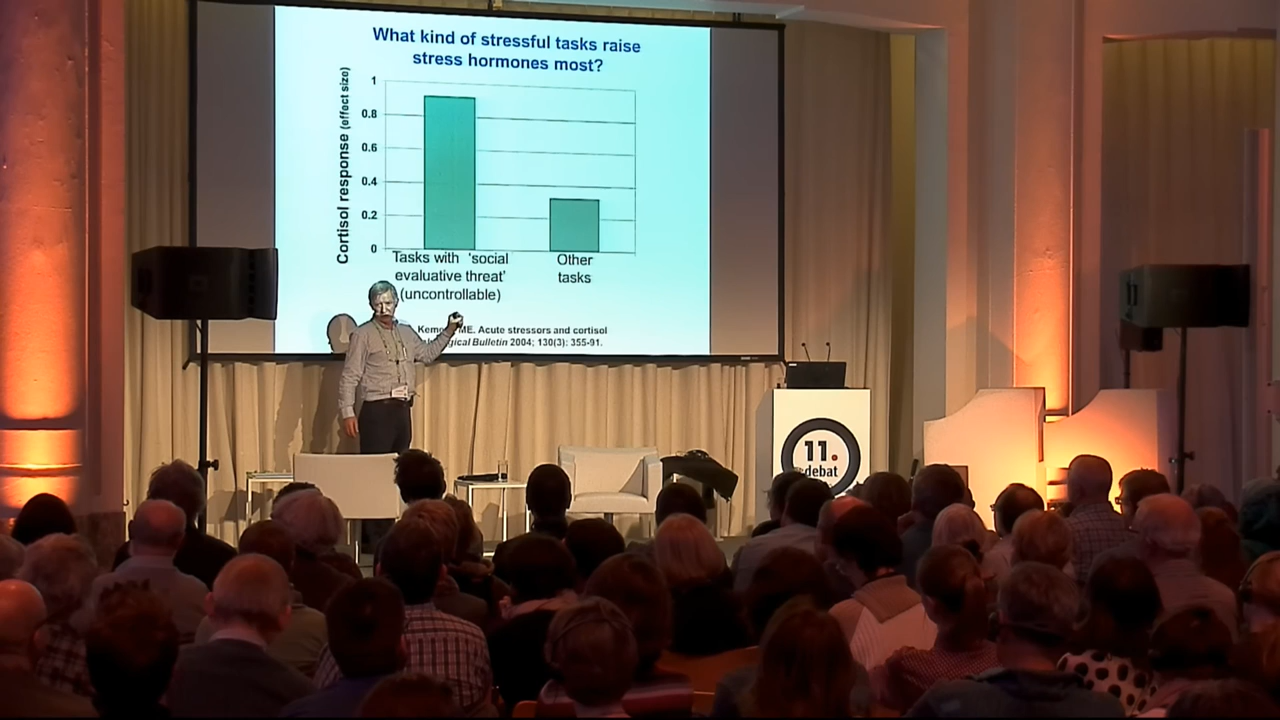 What kind of stressful tasks raise
stress hormones most?
Cortisol response (effect size)
1
0.8
0.6
0.4
0.2
0
Tasks with 'social
evaluative threat'
(uncontrollable)
Other
tasks
ME. Acute stressors and cortisol
Bulletin 2004; 130(3): 355-91.
11.
debat